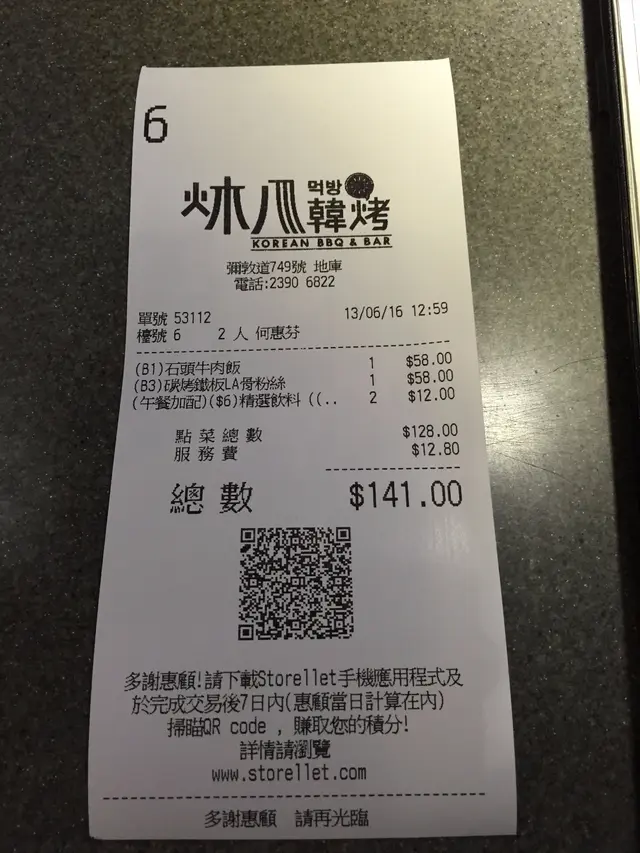 6
炑八爪 먹방 韓烤
KOREAN BBQ & BAR
彌敦道749號 地庫
電話:2390 6822
單號 53112 13/06/16 12:59
檯號 6 2 人 何惠芬
(B1)石頭牛肉飯 1 $58.00
(B3)碳烤鐵板LA骨粉絲 1 $58.00
(午餐加配)($6)精選飲料 ((.. 2 $12.00
點菜總數 $128.00
服務費 $12.80
總數 $141.00
多謝惠顧!請下載Storellet手機應用程式及
於完成交易後7日內(惠顧當日計算在內)
掃瞄QR code , 賺取您的積分!
詳情請瀏覽
www.storellet.com
多謝惠顧 請再光臨